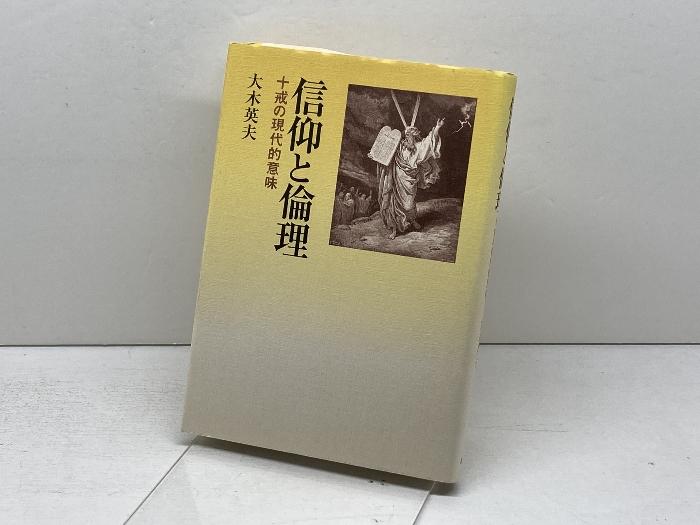 信仰と倫理
十戒の現代的意味
大木英夫